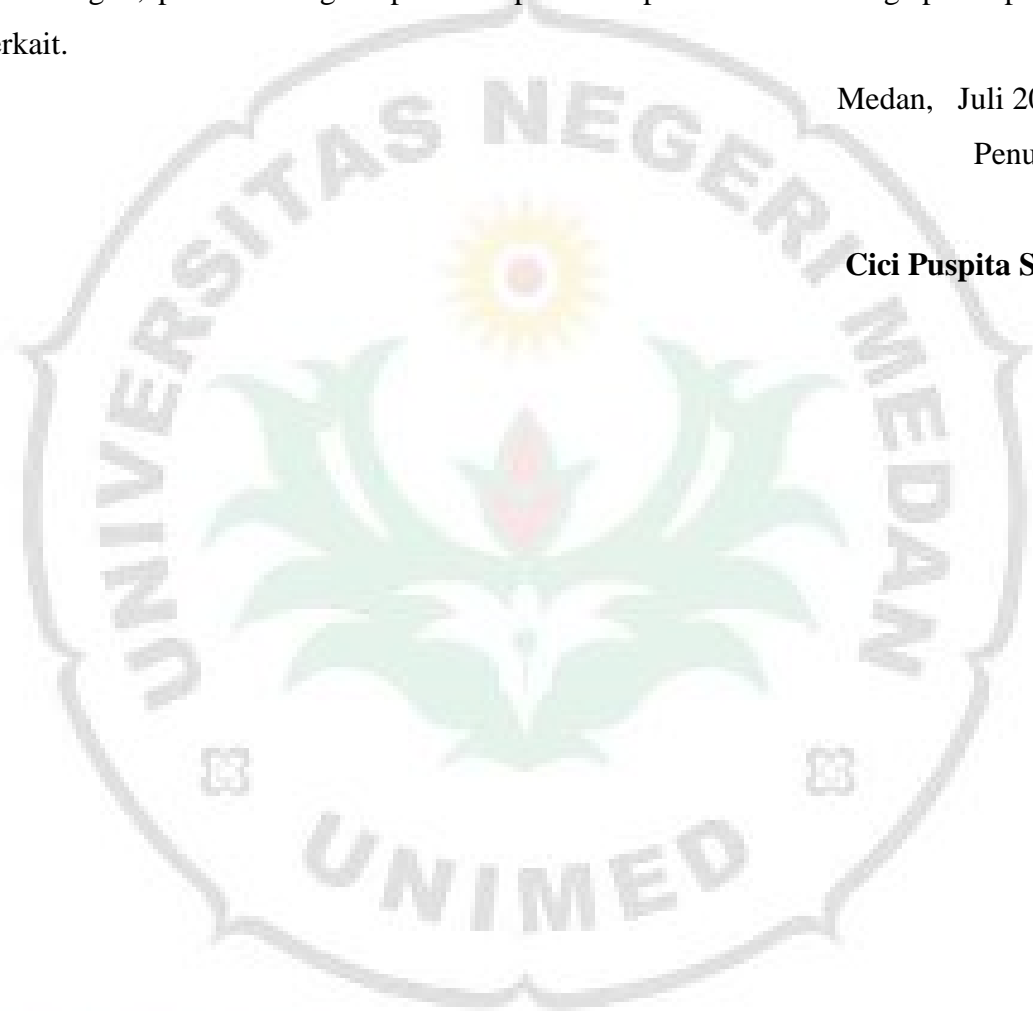 erkait.
Medan, Juli 20
Penu
Cici Puspita S
UNIVERSITAS NEGERI MEDAN
UNIMED